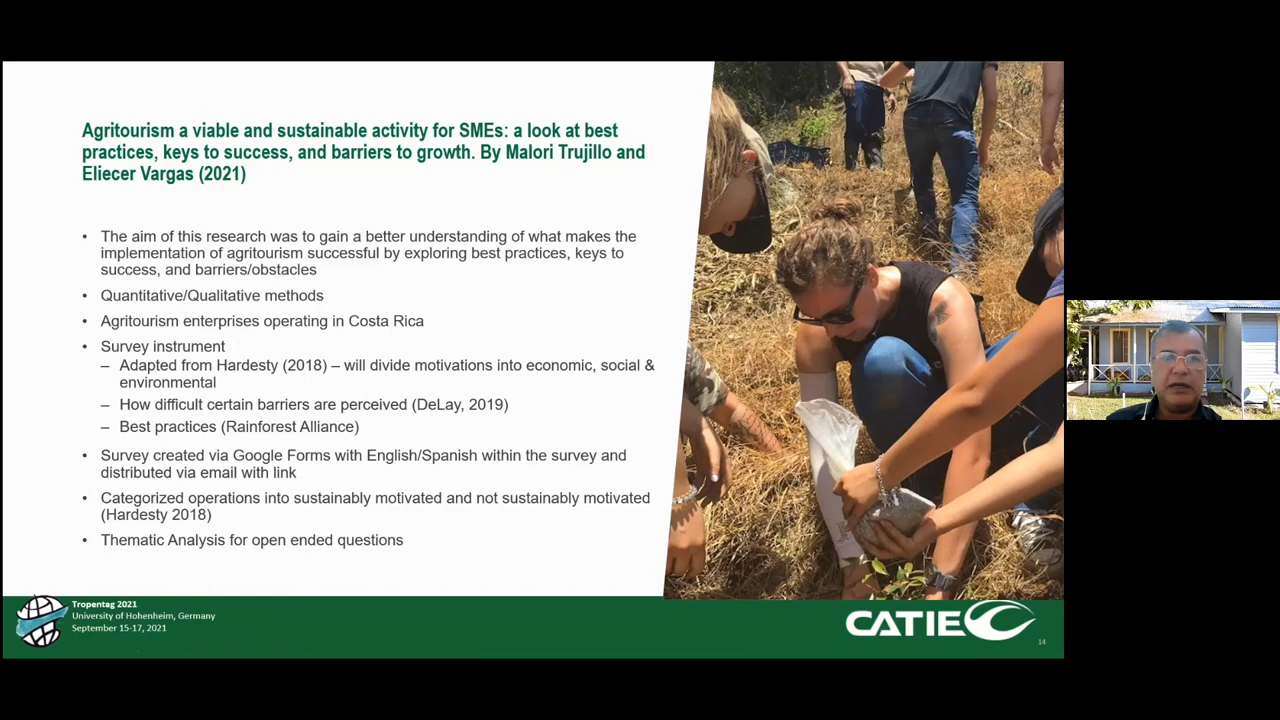 Agritourism a viable and sustainable activity for SMEs: a look at best
practices, keys to success, and barriers to growth. By Malori Trujillo and
Eliecer Vargas (2021)
• The aim of this research was to gain a better understanding of what makes the
implementation of agritourism successful by exploring best practices, keys to
success, and barriers/obstacles
• Quantitative/Qualitative methods
• Agritourism enterprises operating in Costa Rica
• Survey instrument
– Adapted from Hardesty (2018) – will divide motivations into economic, social &
environmental
– How difficult certain barriers are perceived (DeLay, 2019)
– Best practices (Rainforest Alliance)
• Survey created via Google Forms with English/Spanish within the survey and
distributed via email with link
• Categorized operations into sustainably motivated and not sustainably motivated
(Hardesty 2018)
• Thematic Analysis for open ended questions
Tropentag 2021
University of Hohenheim, Germany
September 15-17, 2021
CATIE
14